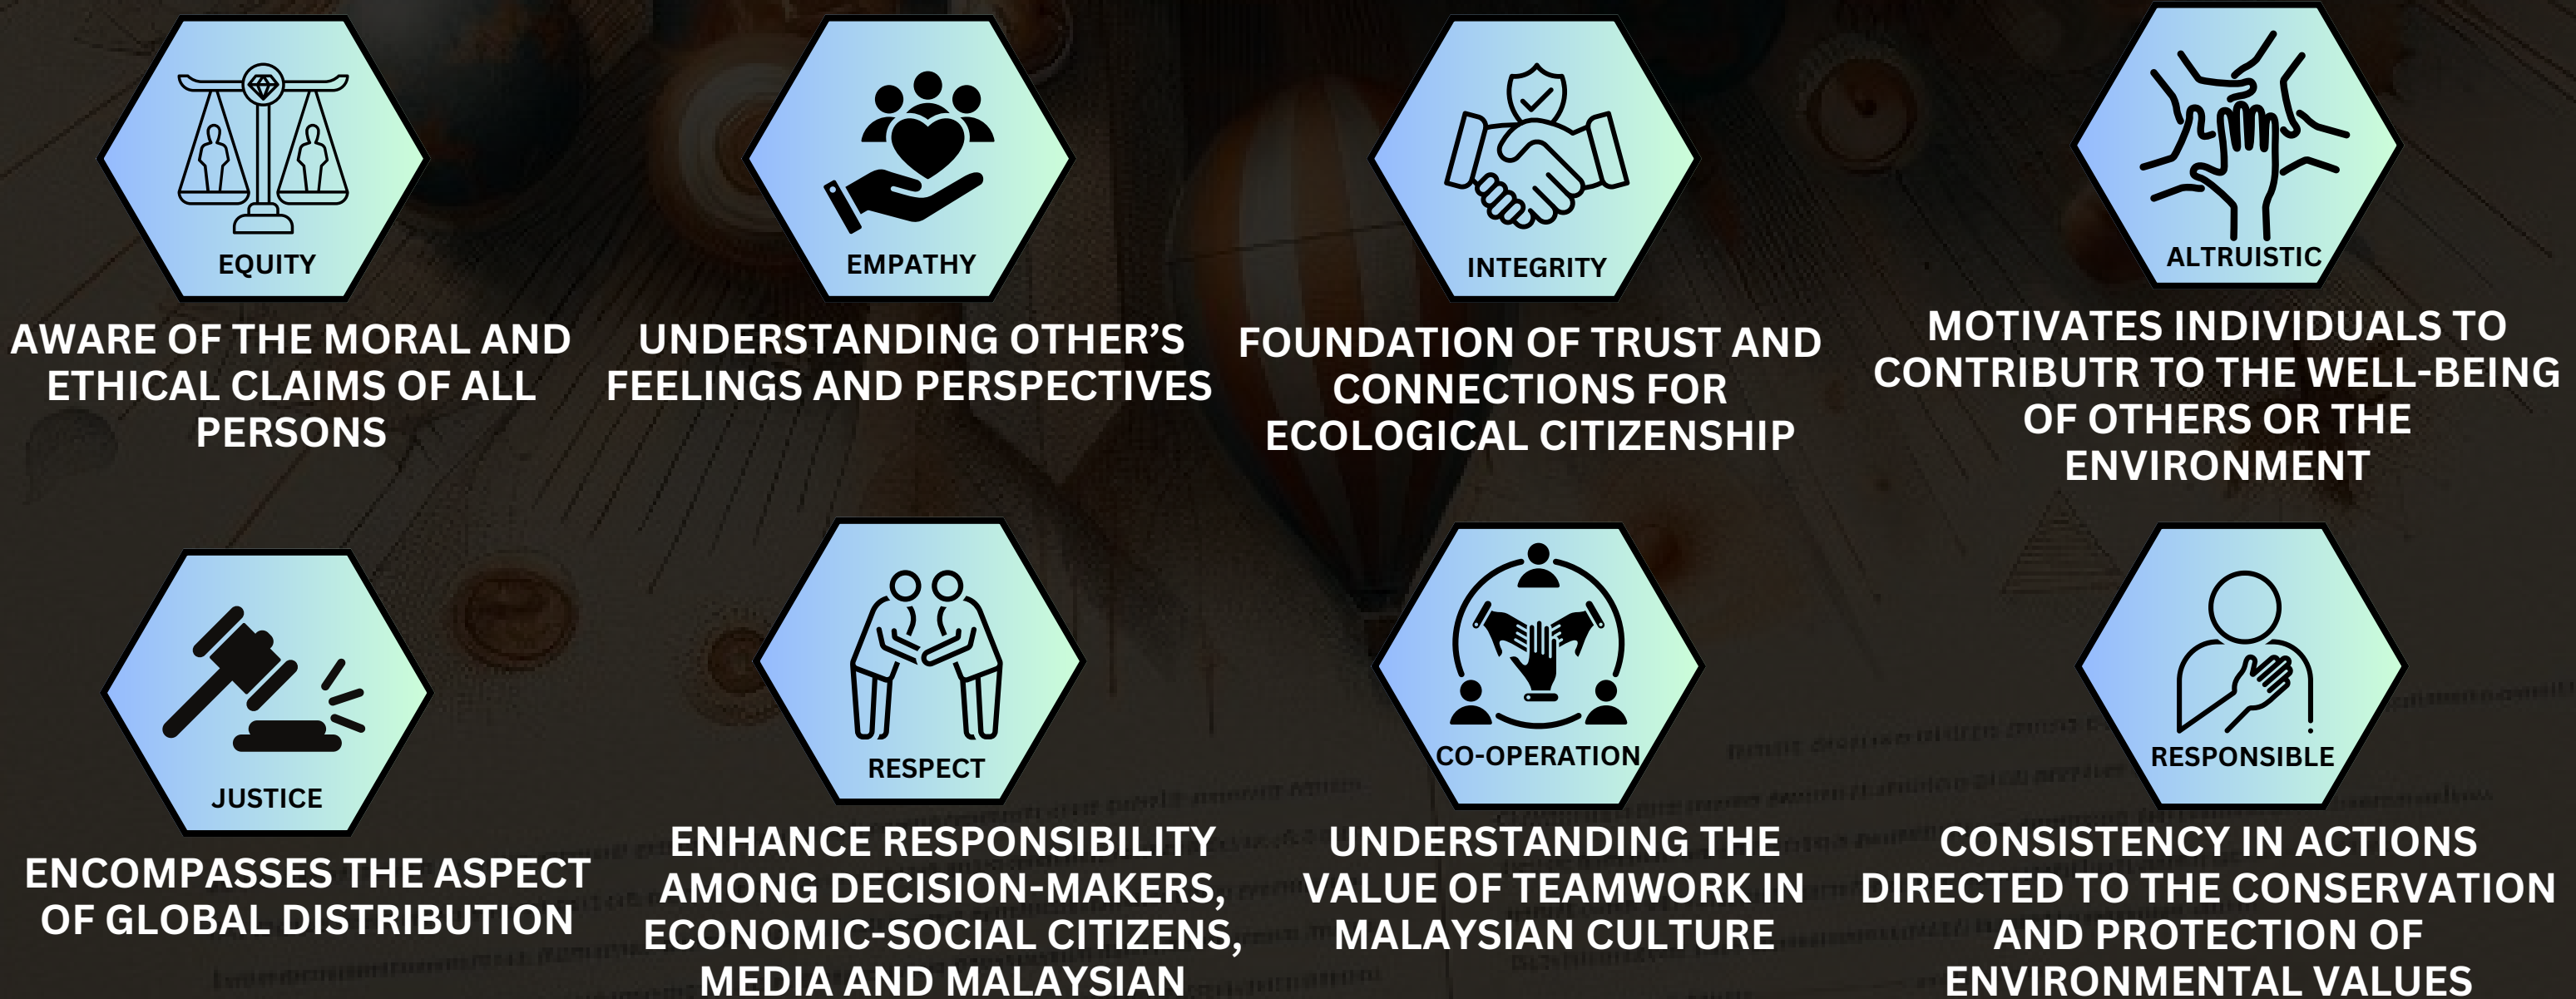 EQUITY
AWARE OF THE MORAL AND
ETHICAL CLAIMS OF ALL
PERSONS
EMPATHY
UNDERSTANDING OTHER’S
FEELINGS AND PERSPECTIVES
INTEGRITY
FOUNDATION OF TRUST AND
CONNECTIONS FOR
ECOLOGICAL CITIZENSHIP
ALTRUISTIC
MOTIVATES INDIVIDUALS TO
CONTRIBUTR TO THE WELL-BEING
OF OTHERS OR THE
ENVIRONMENT
JUSTICE
ENCOMPASSES THE ASPECT
OF GLOBAL DISTRIBUTION
RESPECT
ENHANCE RESPONSIBILITY
AMONG DECISION-MAKERS,
ECONOMIC-SOCIAL CITIZENS,
MEDIA AND MALAYSIAN
CO-OPERATION
UNDERSTANDING THE
VALUE OF TEAMWORK IN
MALAYSIAN CULTURE
RESPONSIBLE
CONSISTENCY IN ACTIONS
DIRECTED TO THE CONSERVATION
AND PROTECTION OF
ENVIRONMENTAL VALUES